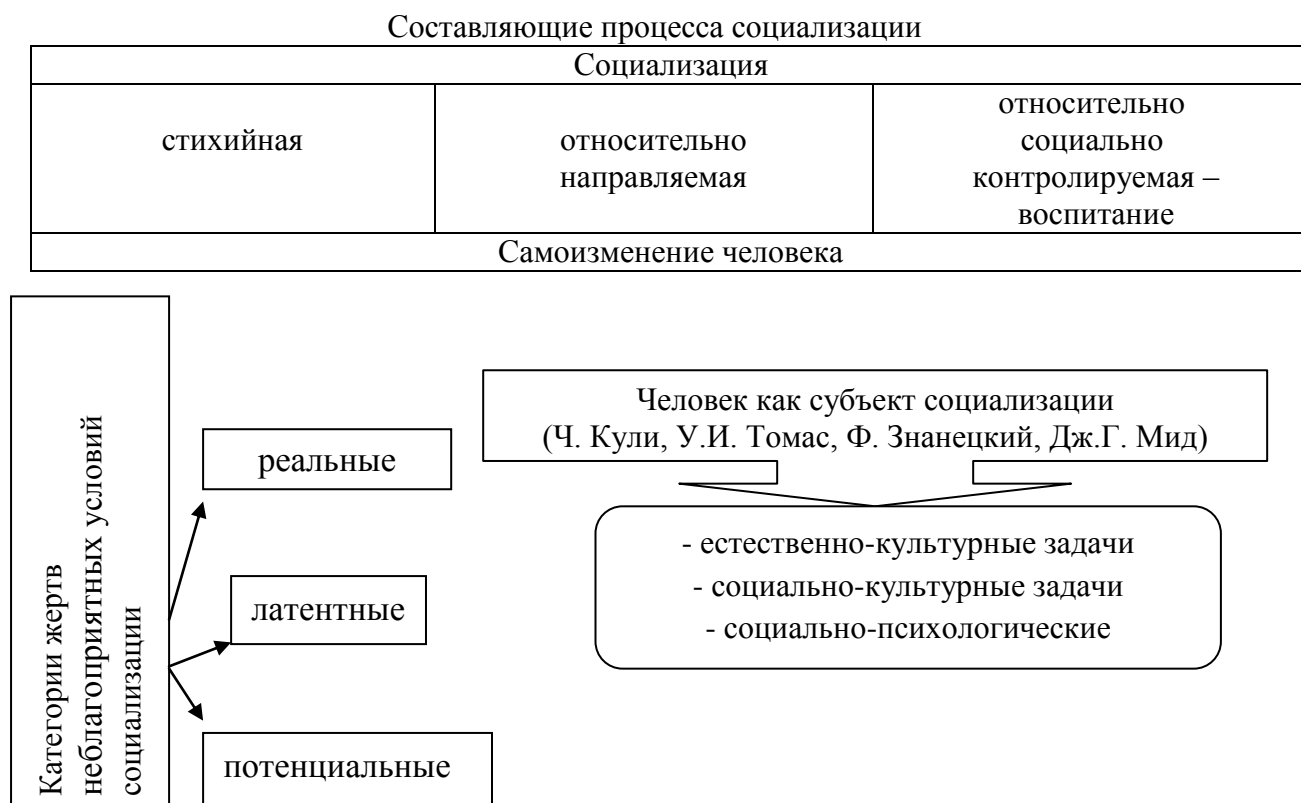 Составляющие процесса социализации
Социализация
стихийная
относительно
направляемая
относительно
социально
контролируемая –
воспитание
Самоизменение человека
Категории жертв
неблагоприятных условий
социализации
реальные
латентные
потенциальные
Человек как субъект социализации
(Ч. Кули, У.И. Томас, Ф. Знанецкий, Дж.Г. Мид)
- естественно-культурные задачи
- социально-культурные задачи
- социально-психологические